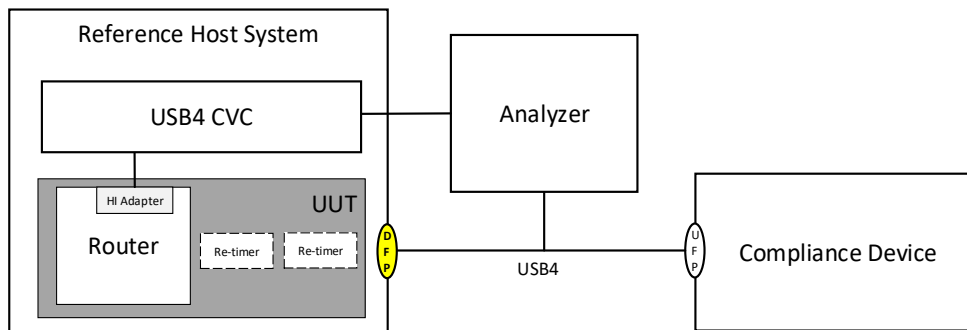 Reference Host System
USB4 CVC
Analyzer
HI Adapter
UUT
Router
Re-timer
Re-timer
D
F
P
USB4
U
F
P
Compliance Device